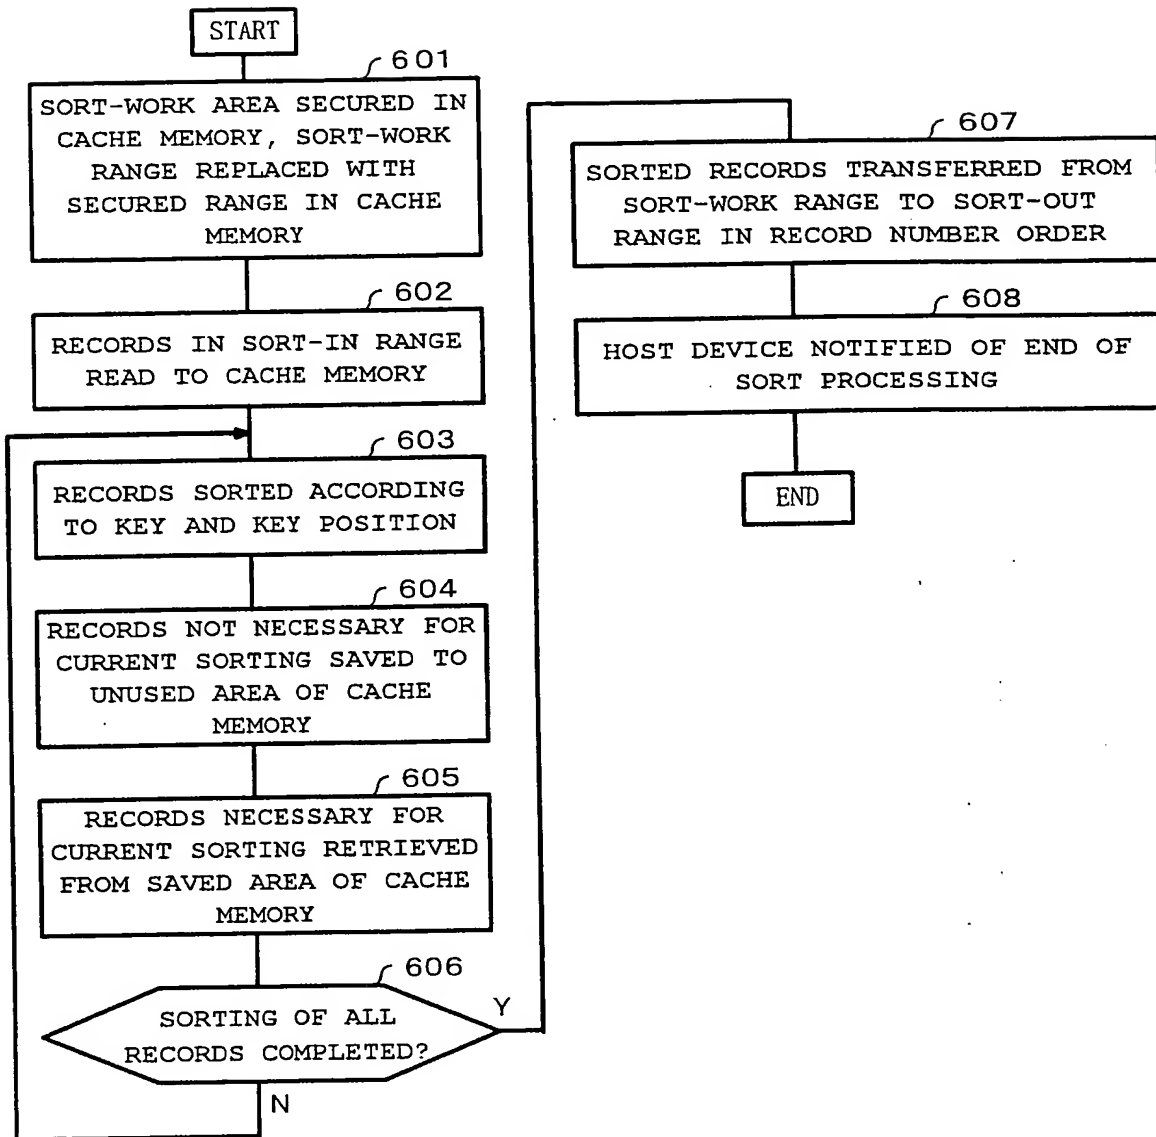 START
601
SORT-WORK AREA SECURED IN
CACHE MEMORY, SORT-WORK
RANGE REPLACED WITH
SECURED RANGE IN CACHE
MEMORY
602
RECORDS IN SORT-IN RANGE
READ TO CACHE MEMORY
603
RECORDS SORTED ACCORDING
TO KEY AND KEY POSITION
604
RECORDS NOT NECESSARY FOR
CURRENT SORTING SAVED TO
UNUSED AREA OF CACHE
MEMORY
605
RECORDS NECESSARY FOR
CURRENT SORTING RETRIEVED
FROM SAVED AREA OF CACHE
MEMORY
606
SORTING OF ALL
RECORDS COMPLETED?
Y
N
607
SORTED RECORDS TRANSFERRED FROM
SORT-WORK RANGE TO SORT-OUT
RANGE IN RECORD NUMBER ORDER
608
HOST DEVICE NOTIFIED OF END OF
SORT PROCESSING
END